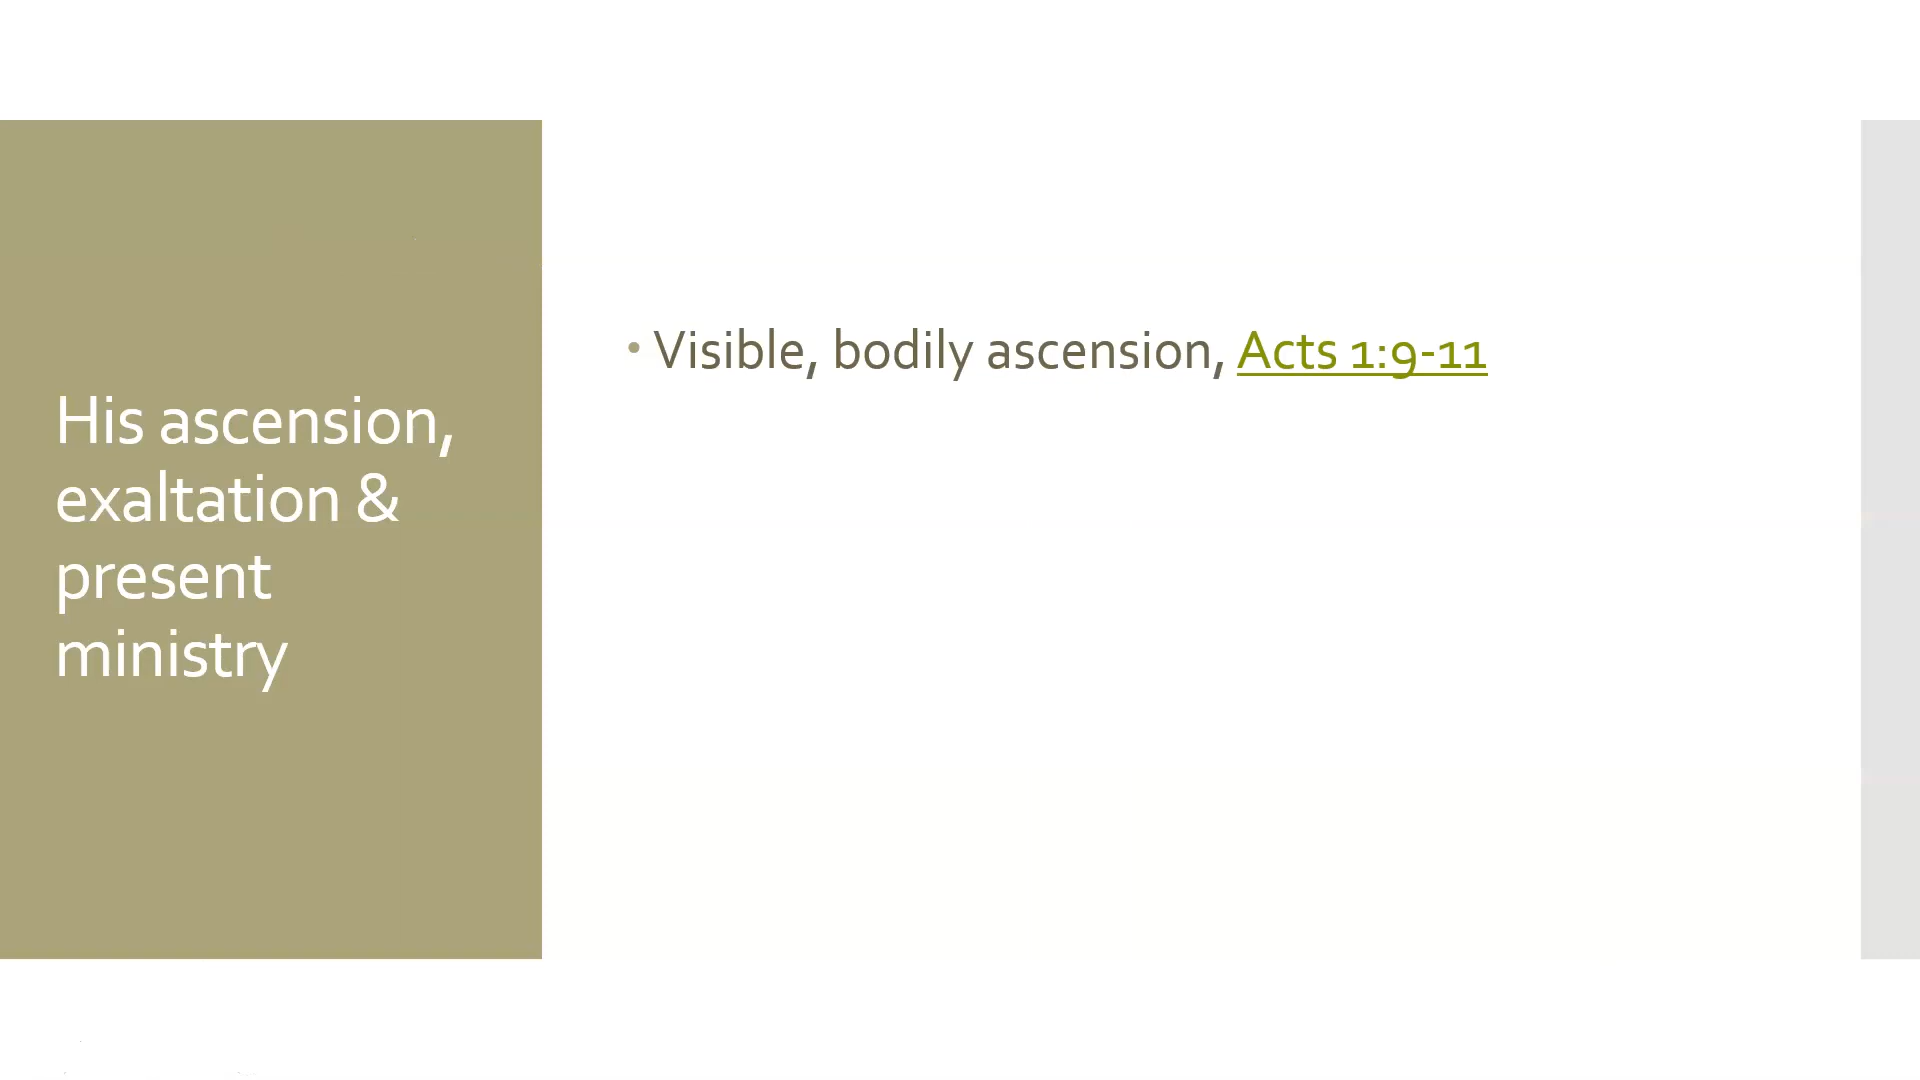 His ascension,
exaltation &
present
ministry
• Visible, bodily ascension, Acts 1:9-11